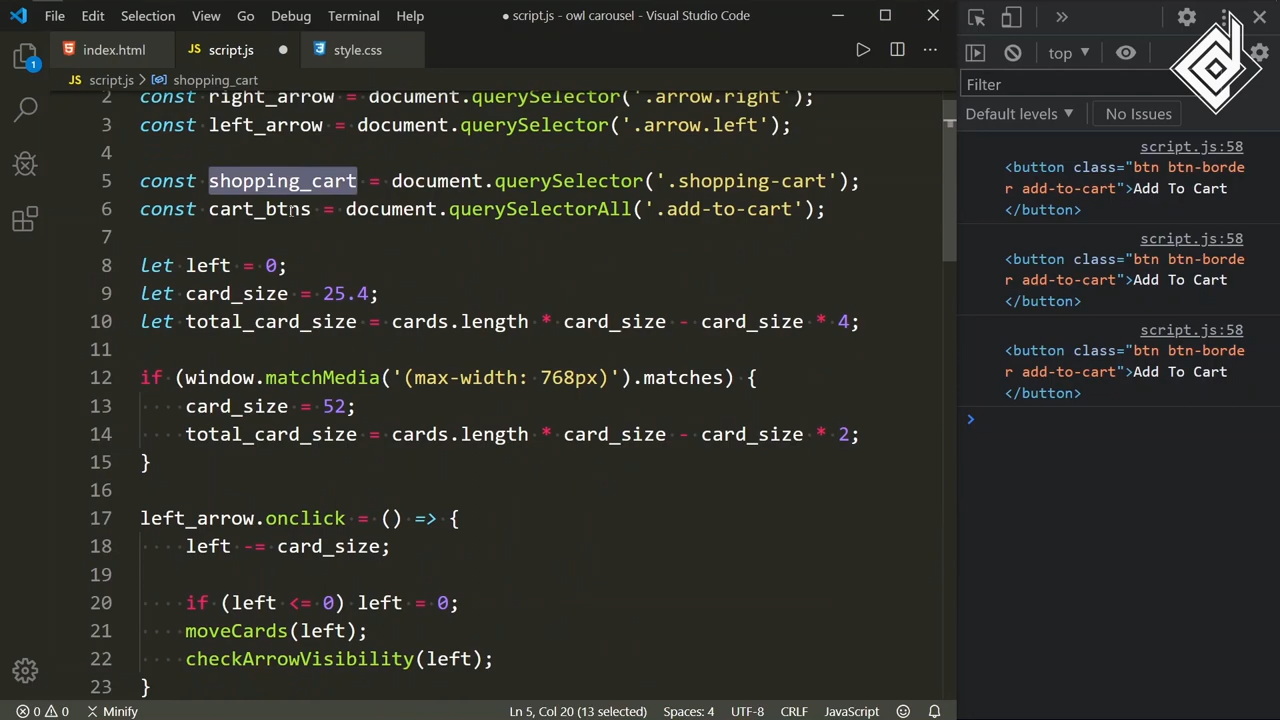 File Edit Selection View Go Debug Terminal Help ● script.js - owl carousel - Visual Studio Code
index.html JS script.js ● style.css
JS script.js > shopping_cart
2 const right_arrow = document.querySelector('.arrow.right');
3 const left_arrow = document.querySelector('.arrow.left');
4
5 const shopping_cart = document.querySelector('.shopping-cart');
6 const cart_btns = document.querySelectorAll('.add-to-cart');
7
8 let left = 0;
9 let card_size = 25.4;
10 let total_card_size = cards.length * card_size - card_size * 4;
11
12 if (window.matchMedia('(max-width: 768px)').matches) {
13 card_size = 52;
14 total_card_size = cards.length * card_size - card_size * 2;
15 }
16
17 left_arrow.onclick = () => {
18 left -= card_size;
19
20 if (left <= 0) left = 0;
21 moveCards(left);
22 checkArrowVisibility(left);
23 }
1
0 0 Minify Ln 5, Col 20 (13 selected) Spaces: 4 UTF-8 CRLF JavaScript
top
Filter
Default levels No Issues
script.js:58
<button class="btn btn-borde
r add-to-cart">Add To Cart
</button>
script.js:58
<button class="btn btn-borde
r add-to-cart">Add To Cart
</button>
script.js:58
<button class="btn btn-borde
r add-to-cart">Add To Cart
</button>